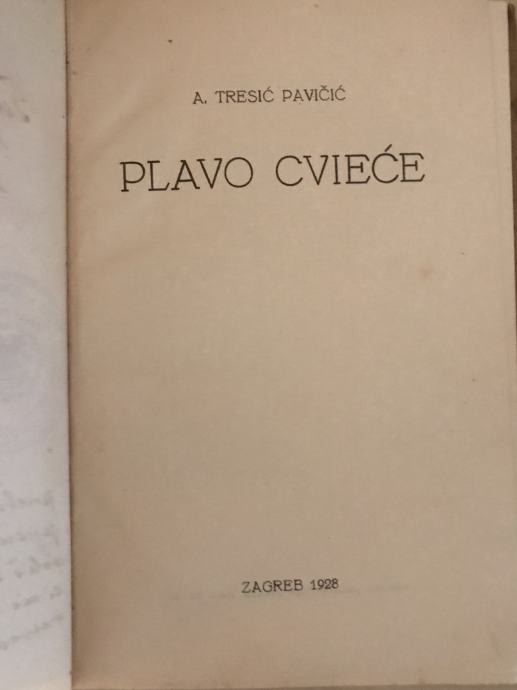 A. TRESIĆ PAVIČIĆ
PLAVO CVIEĆE
ZAGREB 1928